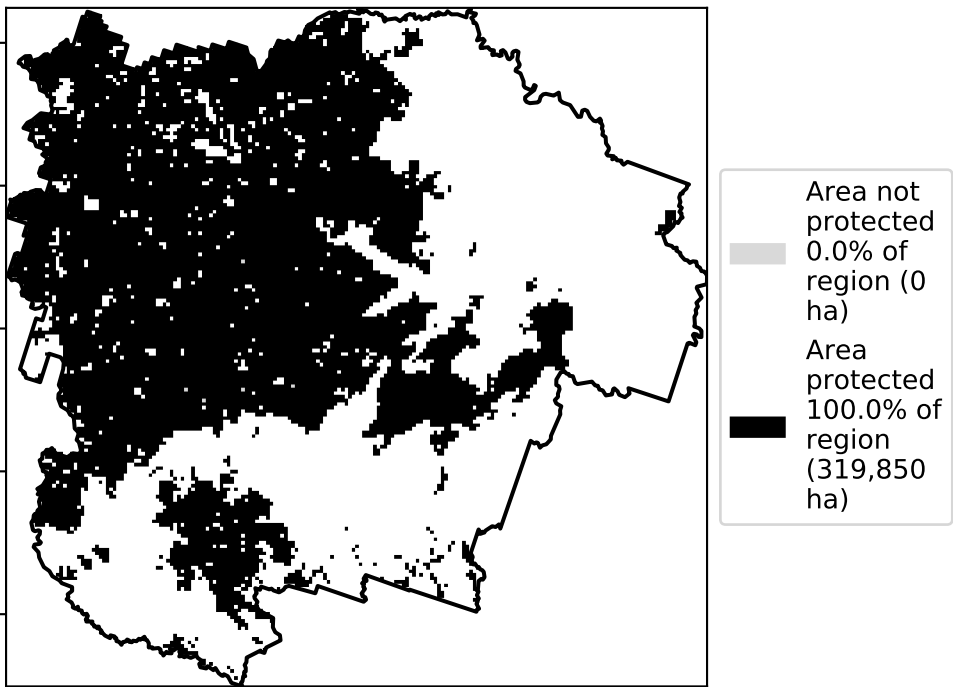 Area not
protected
0.0% of
region (0
ha)
Area
protected
100.0% of
region
(319,850
ha)